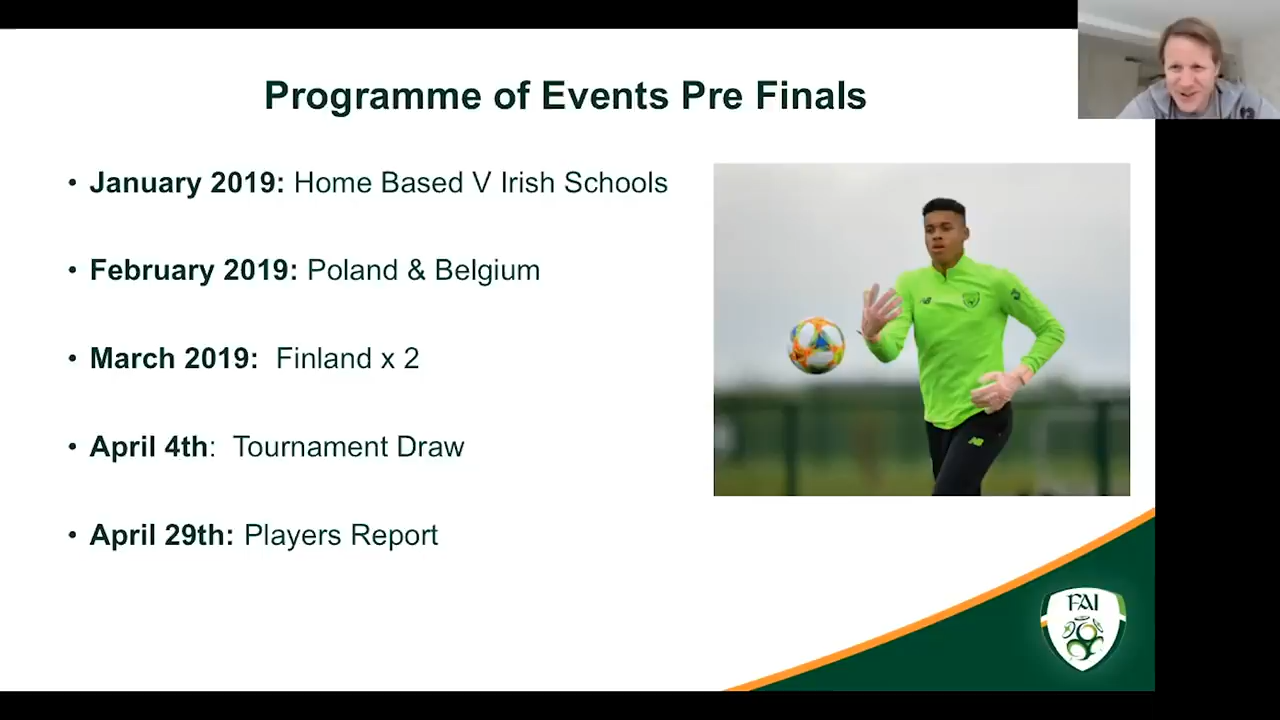 Programme of Events Pre Finals
• January 2019: Home Based V Irish Schools
• February 2019: Poland & Belgium
• March 2019:  Finland x 2
• April 4th:  Tournament Draw
• April 29th: Players Report
FAI